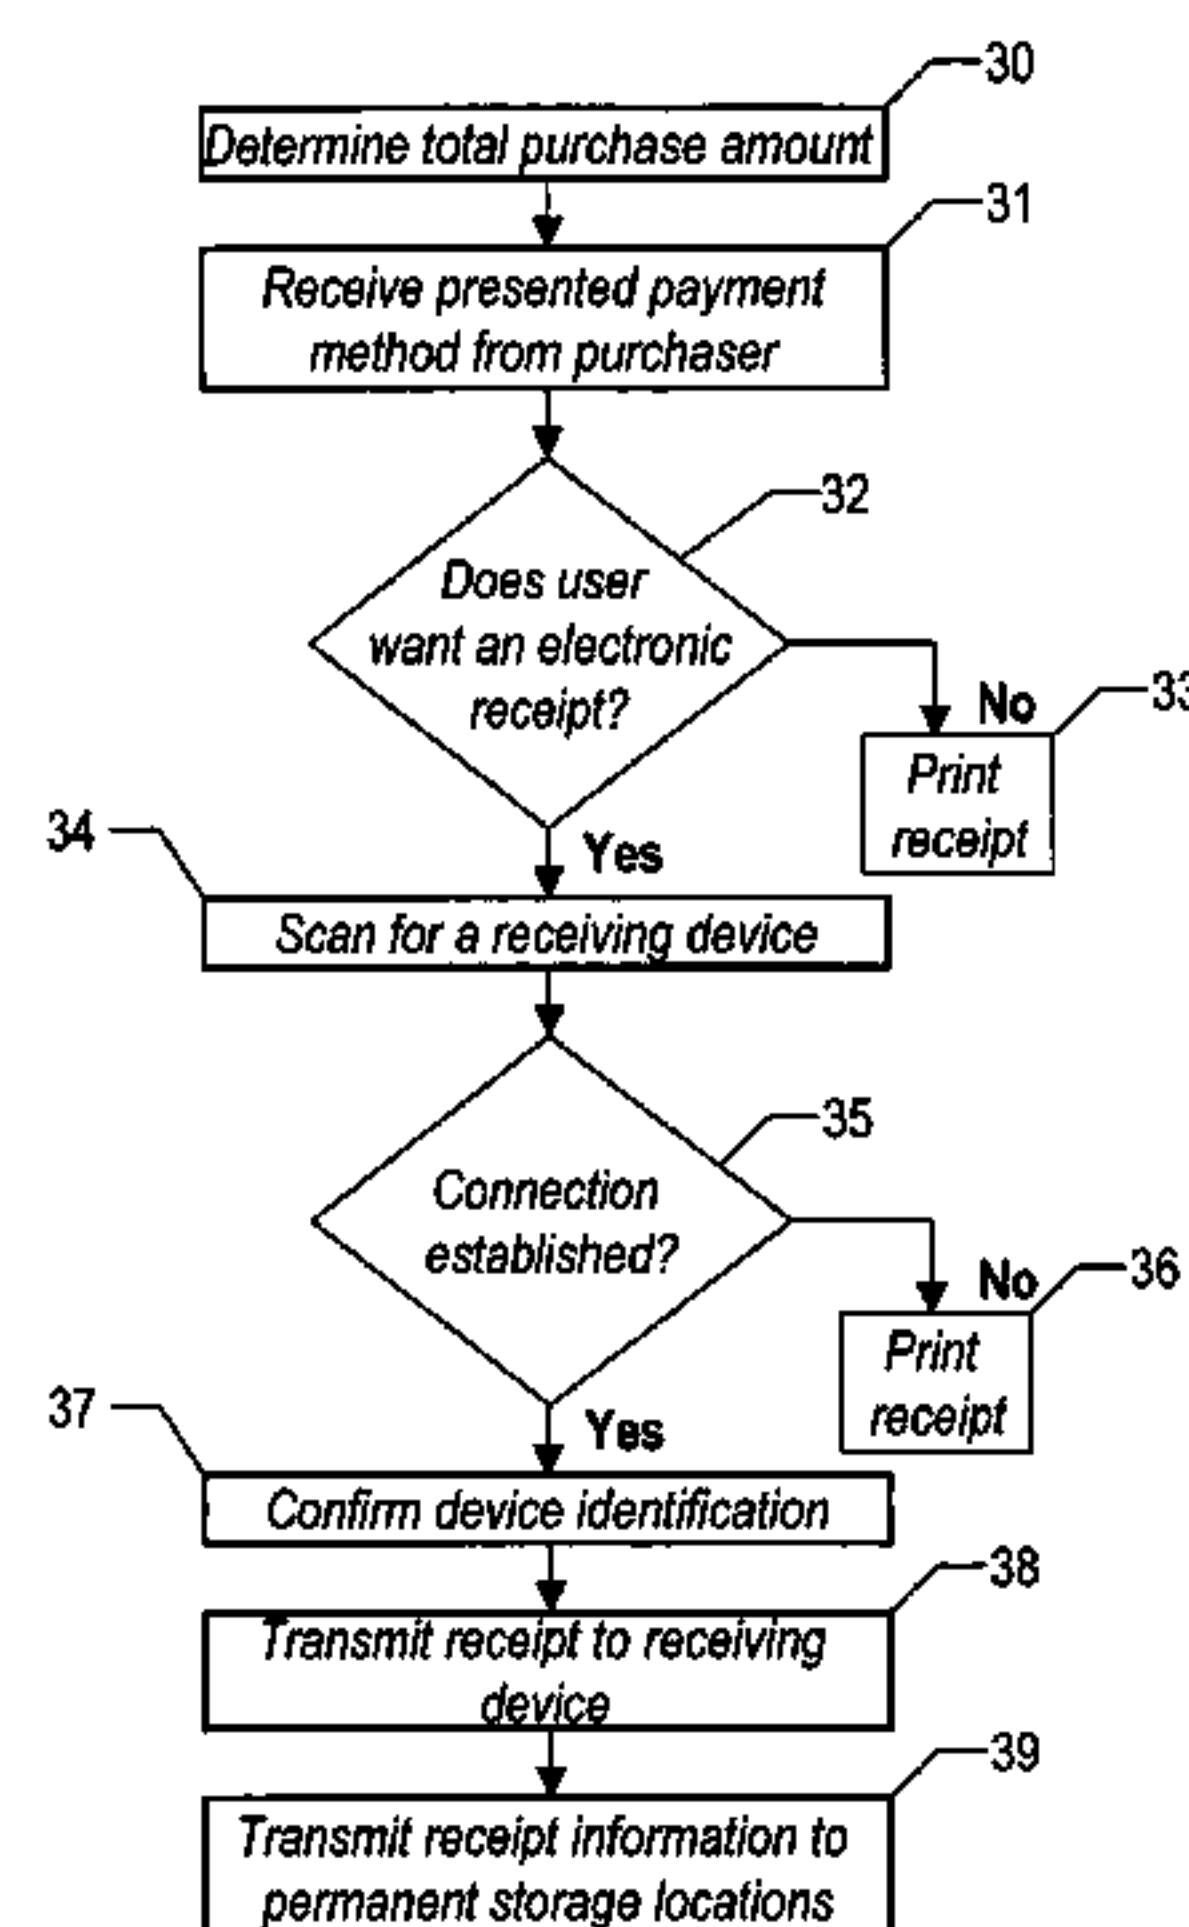 30
Determine total purchase amount
31
Receive presented payment
method from purchaser
32
Does user
want an electronic
receipt?
No
33
Print
receipt
34
Yes
Scan for a receiving device
35
Connection
established?
No
36
Print
receipt
37
Yes
Confirm device identification
38
Transmit receipt to receiving
device
39
Transmit receipt information to
permanent storage locations